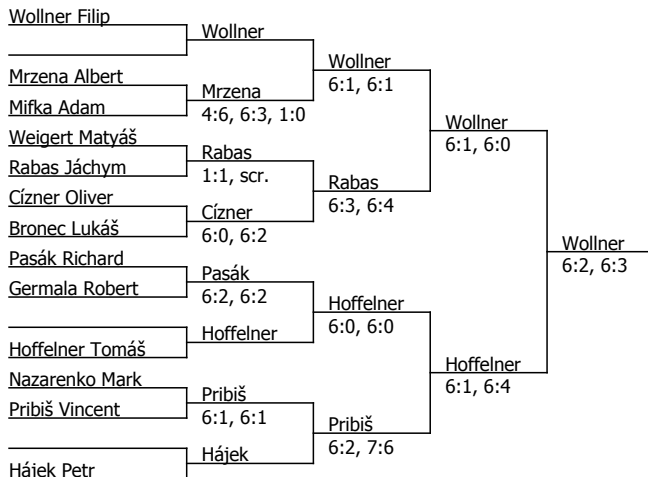 Wollner Filip
Wollner
Wollner
6:1, 6:1
Mrzena Albert
Mrzena
4:6, 6:3, 1:0
Mifka Adam
Wollner
6:1, 6:0
Weigert Matyáš
Rabas
1:1, scr.
Rabas Jáchym
Rabas
6:3, 6:4
Cízner Oliver
Cízner
6:0, 6:2
Bronec Lukáš
Wollner
6:2, 6:3
Pasák Richard
Pasák
6:2, 6:2
Germala Robert
Hoffelner
6:0, 6:0
Hoffelner
Hoffelner Tomáš
Hoffelner
6:1, 6:4
Nazarenko Mark
Pribiš
6:1, 6:1
Pribiš Vincent
Pribiš
6:2, 7:6
Hájek
Hájek Petr